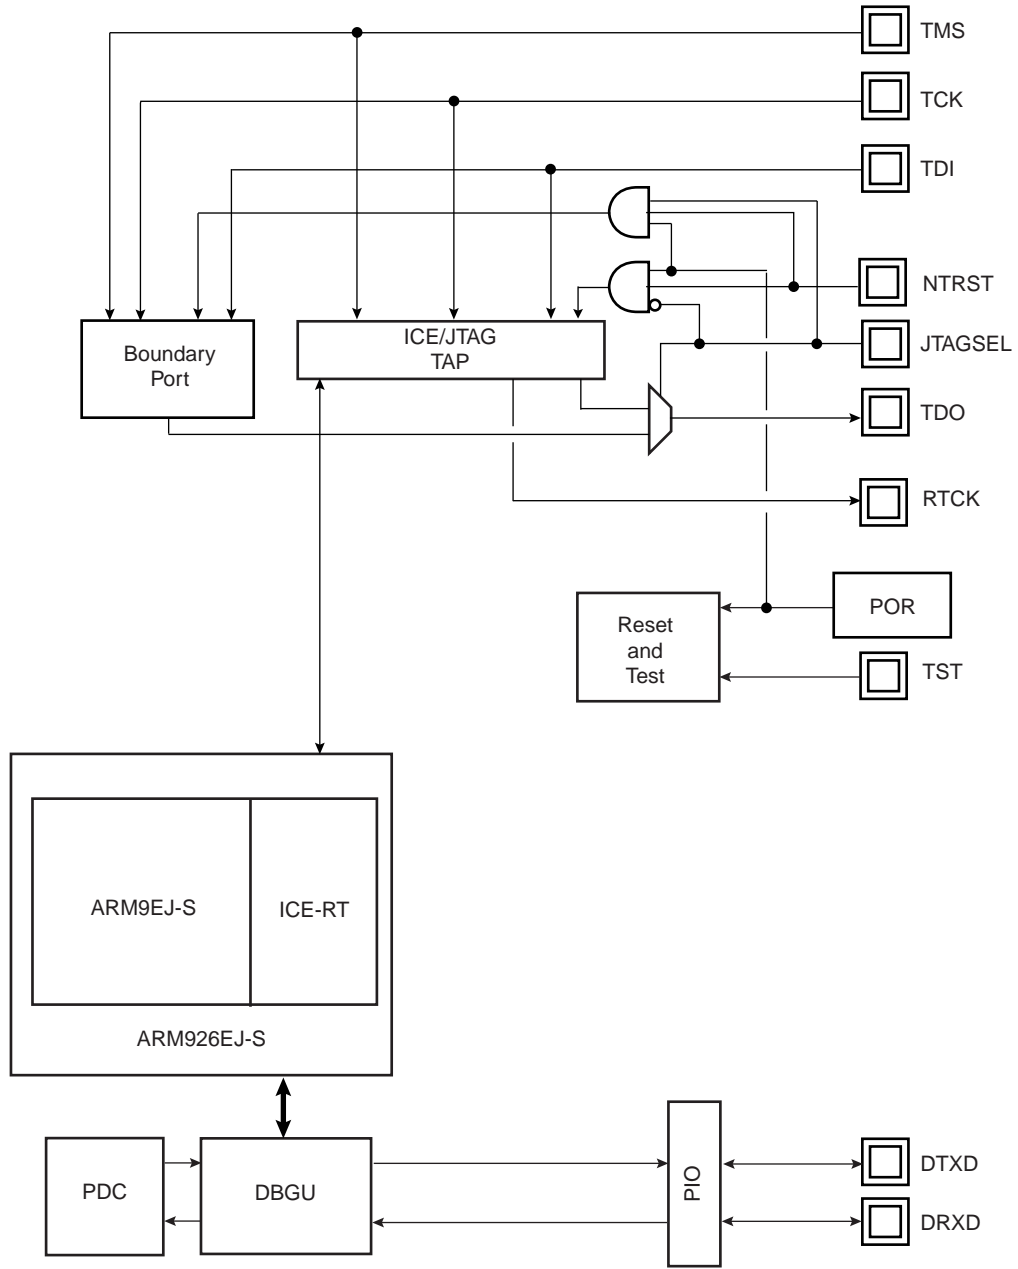 TMS
TCK
TDI
NTRST
JTAGSEL
TDO
RTCK
Boundary
Port
ICE/JTAG
TAP
POR
Reset
and
Test
TST
ARM9EJ-S
ICE-RT
ARM926EJ-S
PDC
DBGU
PIO
DTXD
DRXD